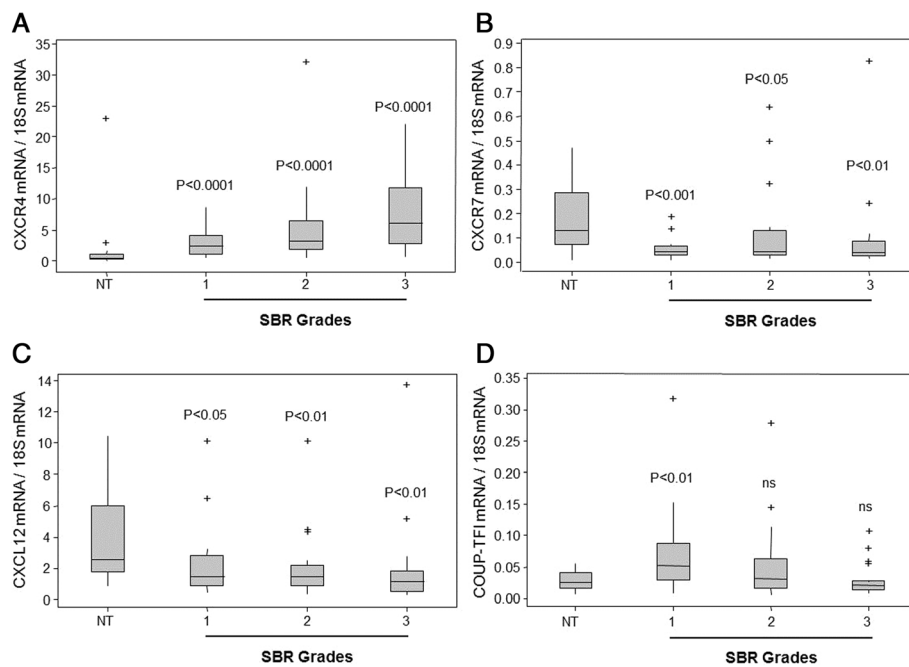 A
CXCR4 mRNA / 18S mRNA
35
30
25
20
15
10
5
0
P<0.0001
P<0.0001
P<0.0001
NT
1
2
3
SBR Grades
B
CXCR7 mRNA / 18S mRNA
0.9
0.8
0.7
0.6
0.5
0.4
0.3
0.2
0.1
0.0
P<0.001
P<0.05
P<0.01
NT
1
2
3
SBR Grades
C
CXCL12 mRNA / 18S mRNA
14
12
10
8
6
4
2
0
P<0.05
P<0.01
P<0.01
NT
1
2
3
SBR Grades
D
COUP-TFI mRNA / 18S mRNA
0.35
0.30
0.25
0.20
0.15
0.10
0.05
0.00
P<0.01
ns
ns
NT
1
2
3
SBR Grades